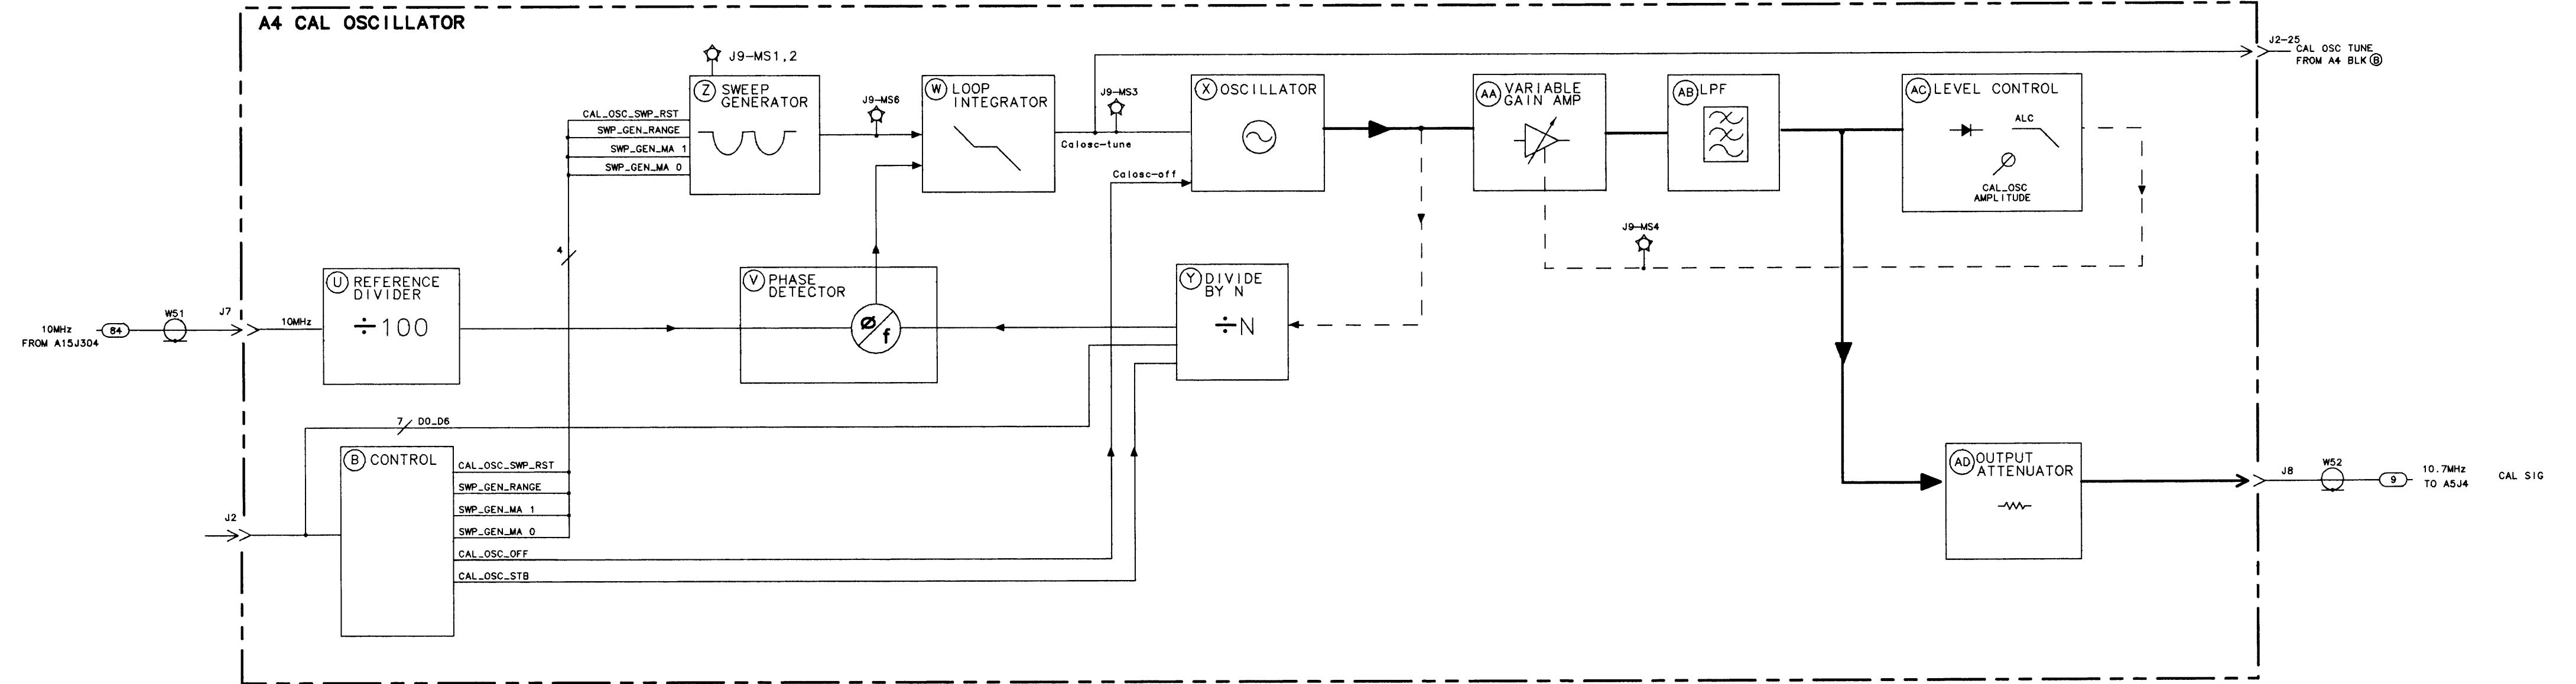 A4 CAL OSCILLATOR
J9-MS1,2
J2-25
CAL OSC TUNE
FROM A4 BLK B
Z SWEEP
GENERATOR
CAL_OSC_SWP_RST
SWP_GEN_RANGE
SWP_GEN_MA 1
SWP_GEN_MA 0
J9-MS6
W LOOP
INTEGRATOR
J9-MS3
Calosc-tune
Calosc-off
X OSCILLATOR
AA VARIABLE
GAIN AMP
AB LPF
AC LEVEL CONTROL
ALC
CAL_OSC
AMPLITUDE
J9-MS4
4
U REFERENCE
DIVIDER
÷100
V PHASE
DETECTOR
Ø
f
Y DIVIDE
BY N
÷N
10MHz
FROM A15J304
84
W51
J7
10MHz
7 D0_D6
B CONTROL
CAL_OSC_SWP_RST
SWP_GEN_RANGE
SWP_GEN_MA 1
SWP_GEN_MA 0
CAL_OSC_OFF
CAL_OSC_STB
J2
AD OUTPUT
ATTENUATOR
J8
W52
9
10.7MHz
TO A5J4
CAL SIG